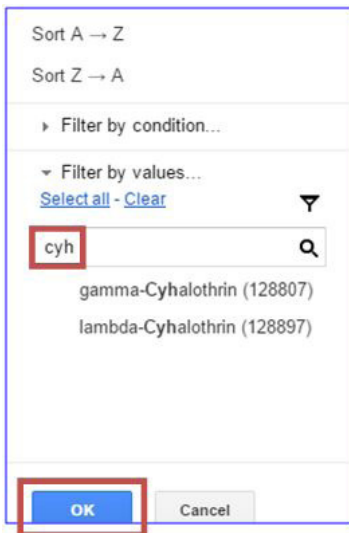 Sort A → Z
Sort Z → A
Filter by condition...
Filter by values...
Select all - Clear
cyh
gamma-Cyhalothrin (128807)
lambda-Cyhalothrin (128897)
OK Cancel